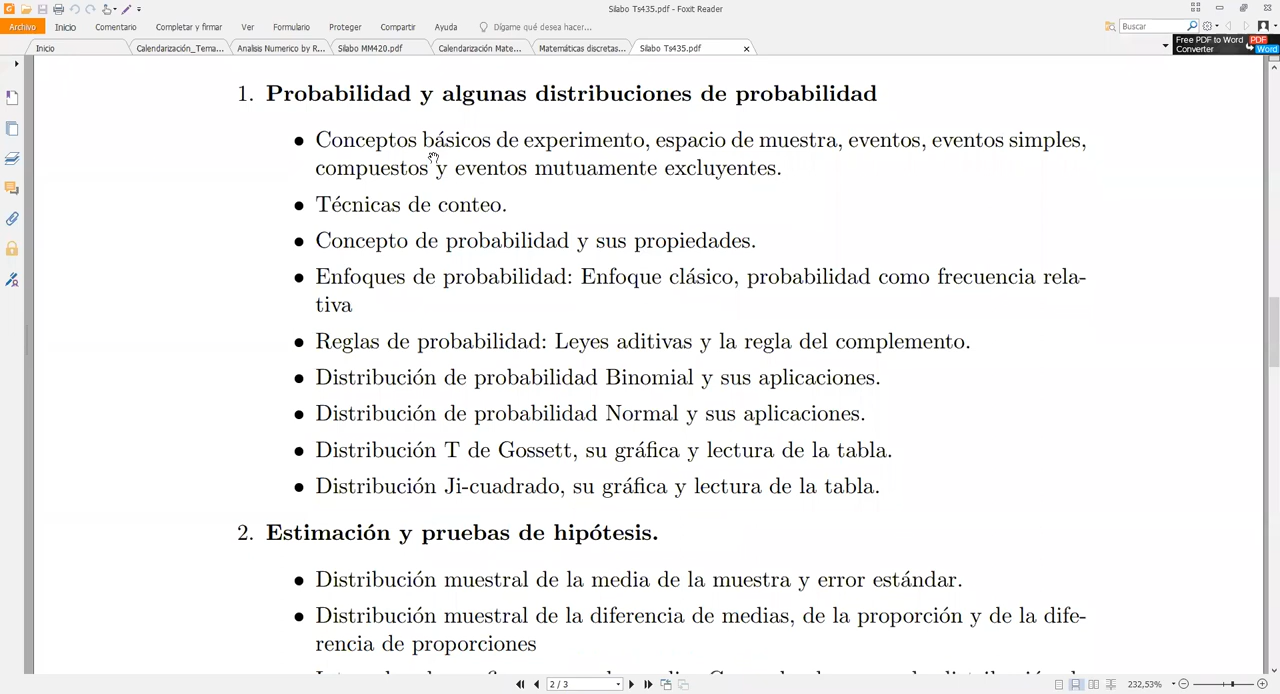 Silabo Ts435.pdf - Foxit Reader
Archivo Inicio Comentario Completar y firmar Ver Formulario Proteger Compartir Ayuda Dígame qué desea hacer... Buscar
Inicio Calendarización_Tema... Analisis Numerico by R... Silabo MM420.pdf Calendarización Mate... Matemáticas discretas... Silabo Ts435.pdf
Free PDF to Word Converter PDF Word
1. Probabilidad y algunas distribuciones de probabilidad
• Conceptos básicos de experimento, espacio de muestra, eventos, eventos simples,
compuestos y eventos mutuamente excluyentes.
• Técnicas de conteo.
• Concepto de probabilidad y sus propiedades.
• Enfoques de probabilidad: Enfoque clásico, probabilidad como frecuencia rela-
tiva
• Reglas de probabilidad: Leyes aditivas y la regla del complemento.
• Distribución de probabilidad Binomial y sus aplicaciones.
• Distribución de probabilidad Normal y sus aplicaciones.
• Distribución T de Gossett, su gráfica y lectura de la tabla.
• Distribución Ji-cuadrado, su gráfica y lectura de la tabla.
2. Estimación y pruebas de hipótesis.
• Distribución muestral de la media de la muestra y error estándar.
• Distribución muestral de la diferencia de medias, de la proporción y de la dife-
rencia de proporciones
2 / 3
232,53%